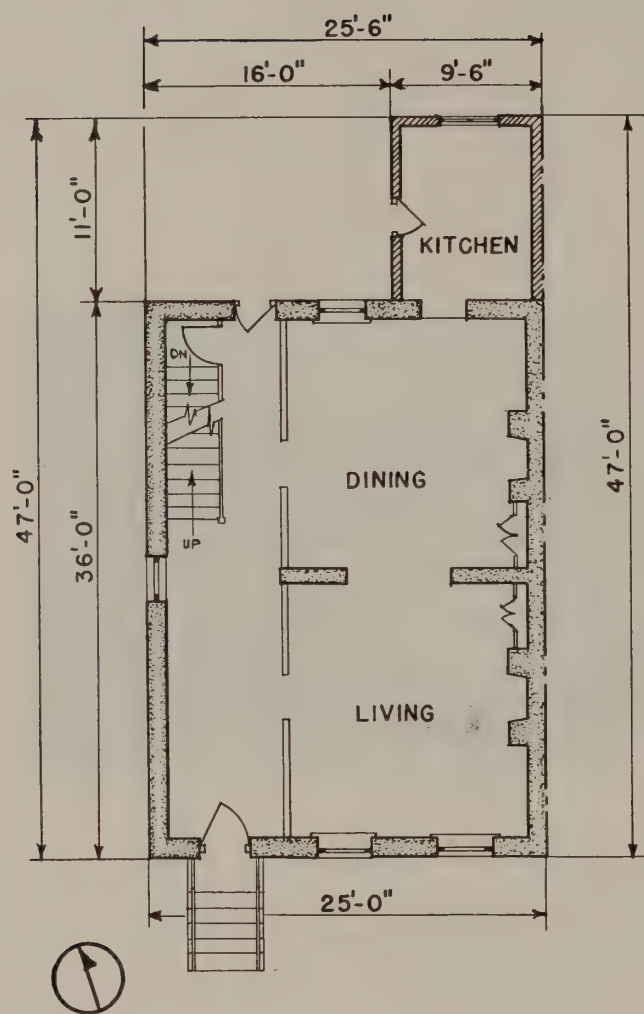 25'-6"
16'-0"
9'-6"
11'-0"
KITCHEN
DN
47'-0"
36'-0"
DINING
47'-0"
UP
LIVING
25'-0"